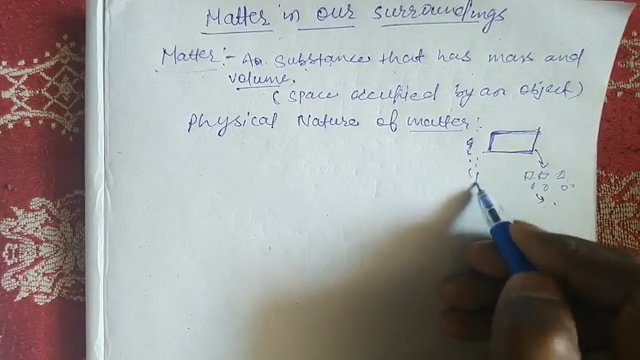 Matter in our surroundings
Matter :- A substance that has mass and
volume.
( space occupied by an object)
Physical Nature of matter :